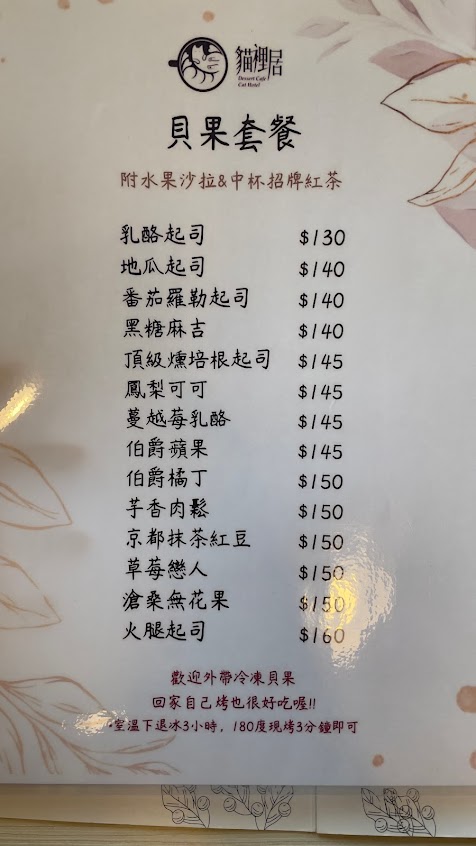 貓裡居
Dessert Cafe
Cat Hotel
貝果套餐
附水果沙拉&中杯招牌紅茶
乳酪起司 $130
地瓜起司 $140
番茄羅勒起司 $140
黑糖麻吉 $140
頂級燻培根起司 $145
鳳梨可可 $145
蔓越莓乳酪 $145
伯爵蘋果 $145
伯爵橘丁 $150
芋香肉鬆 $150
京都抹茶紅豆 $150
草莓戀人 $150
滄桑無花果 $150
火腿起司 $160
歡迎外帶冷凍貝果
回家自己烤也很好吃喔!!
室溫下退冰3小時，180度現烤3分鐘即可